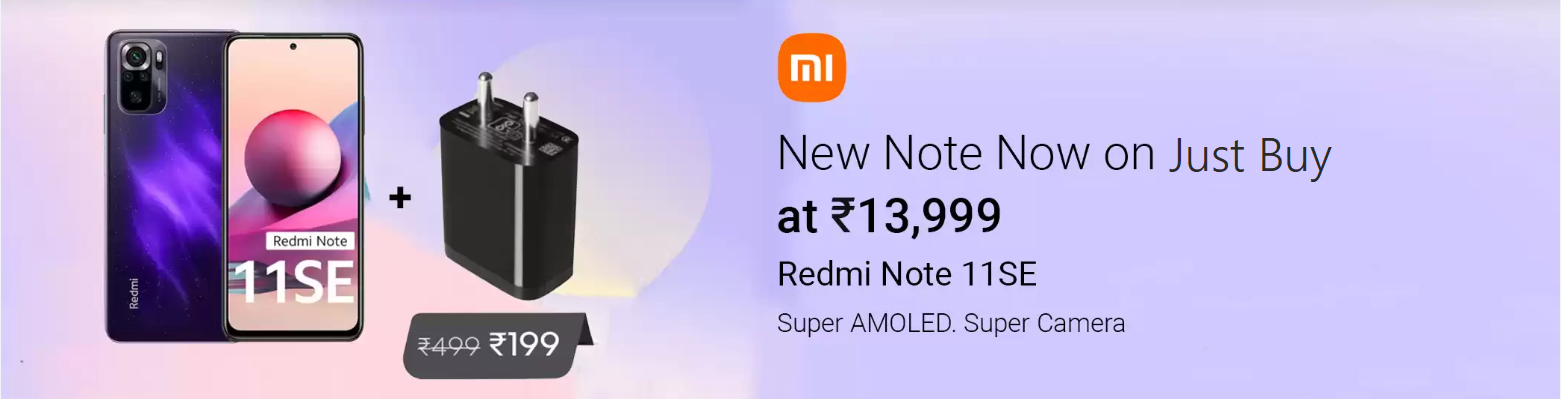 Redmi
Redmi Note
11SE
+
₹499 ₹199
mi
New Note Now on Just Buy
at ₹13,999
Redmi Note 11SE
Super AMOLED. Super Camera